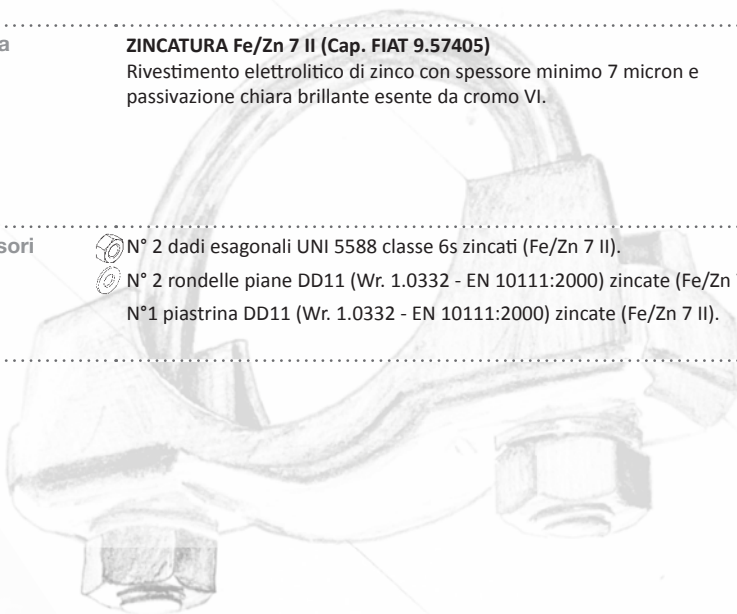 a
ZINCATURA Fe/Zn 7 II (Cap. FIAT 9.57405)
Rivestimento elettrolitico di zinco con spessore minimo 7 micron e
passivazione chiara brillante esente da cromo VI.
sori
N° 2 dadi esagonali UNI 5588 classe 6s zincati (Fe/Zn 7 II).
N° 2 rondelle piane DD11 (Wr. 1.0332 - EN 10111:2000) zincate (Fe/Zn
N°1 piastrina DD11 (Wr. 1.0332 - EN 10111:2000) zincate (Fe/Zn 7 II).